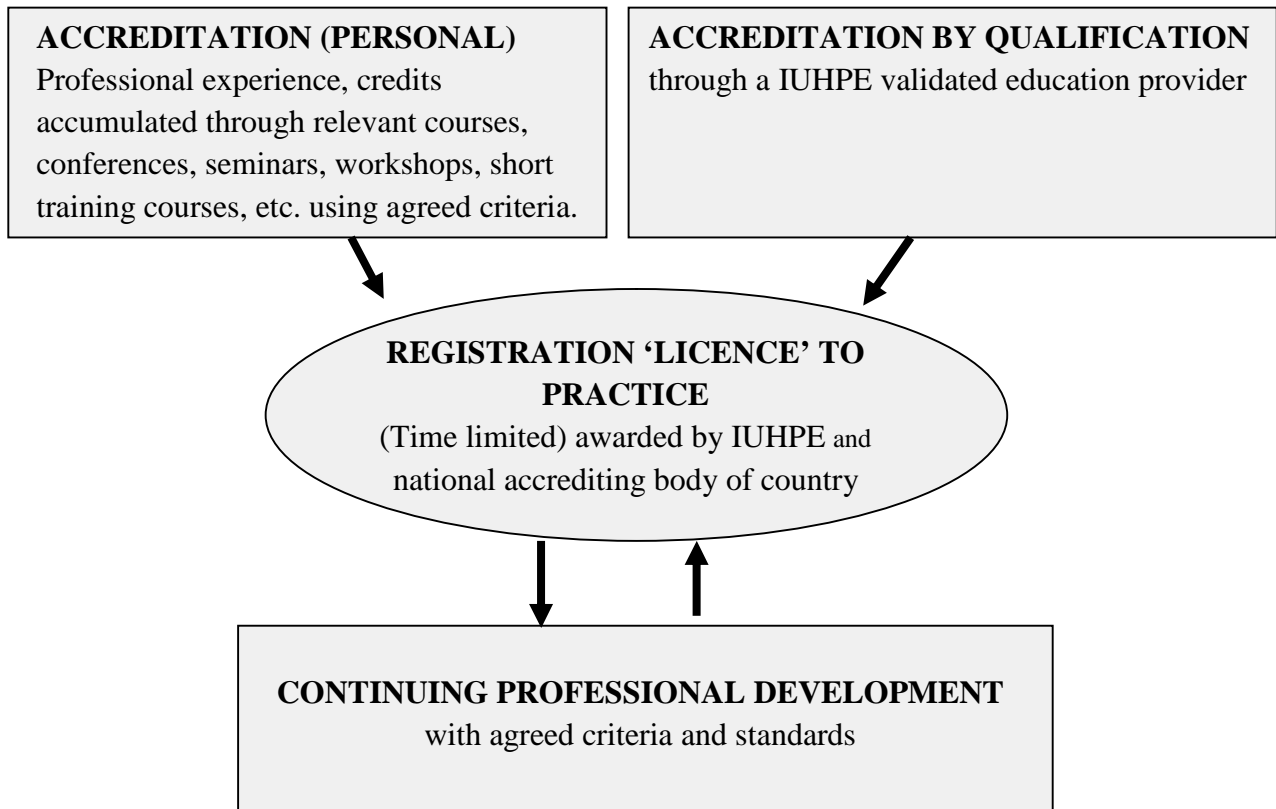 ACCREDITATION (PERSONAL)
Professional experience, credits
accumulated through relevant courses,
conferences, seminars, workshops, short
training courses, etc. using agreed criteria.
ACCREDITATION BY QUALIFICATION
through a IUHPE validated education provider
REGISTRATION ‘LICENCE’ TO
PRACTICE
(Time limited) awarded by IUHPE and
national accrediting body of country
CONTINUING PROFESSIONAL DEVELOPMENT
with agreed criteria and standards